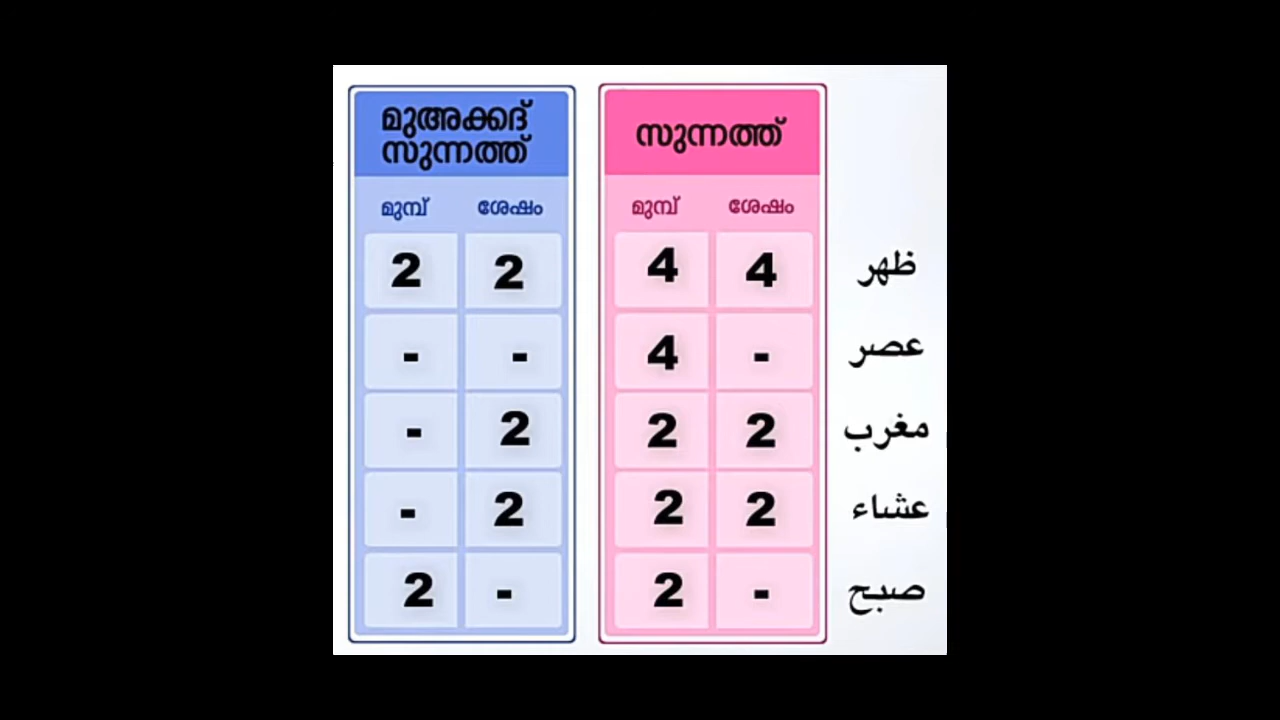 മുഅക്കദ്
സുന്നത്ത്
സുന്നത്ത്
മുമ്പ് ശേഷം മുമ്പ് ശേഷം
2 2 4 4 ظهر
- - 4 - عصر
- 2 2 2 مغرب
- 2 2 2 عشاء
2 - 2 - صبح